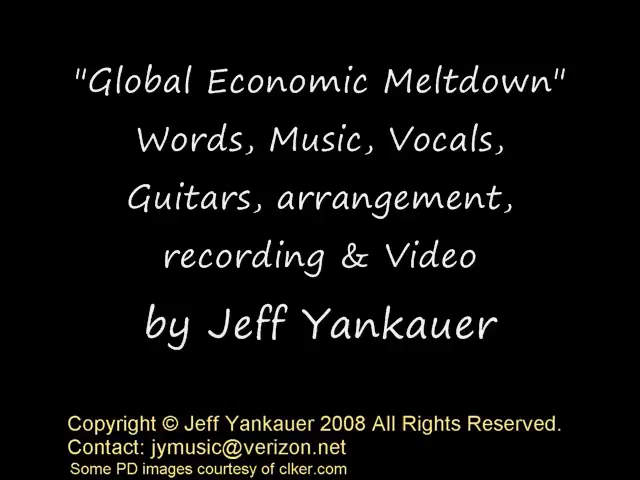 "Global Economic Meltdown"
Words, Music, Vocals,
Guitars, arrangement,
recording & Video
by Jeff Yankauer
Copyright © Jeff Yankauer 2008 All Rights Reserved.
Contact: jymusic@verizon.net
Some PD images courtesy of clker.com